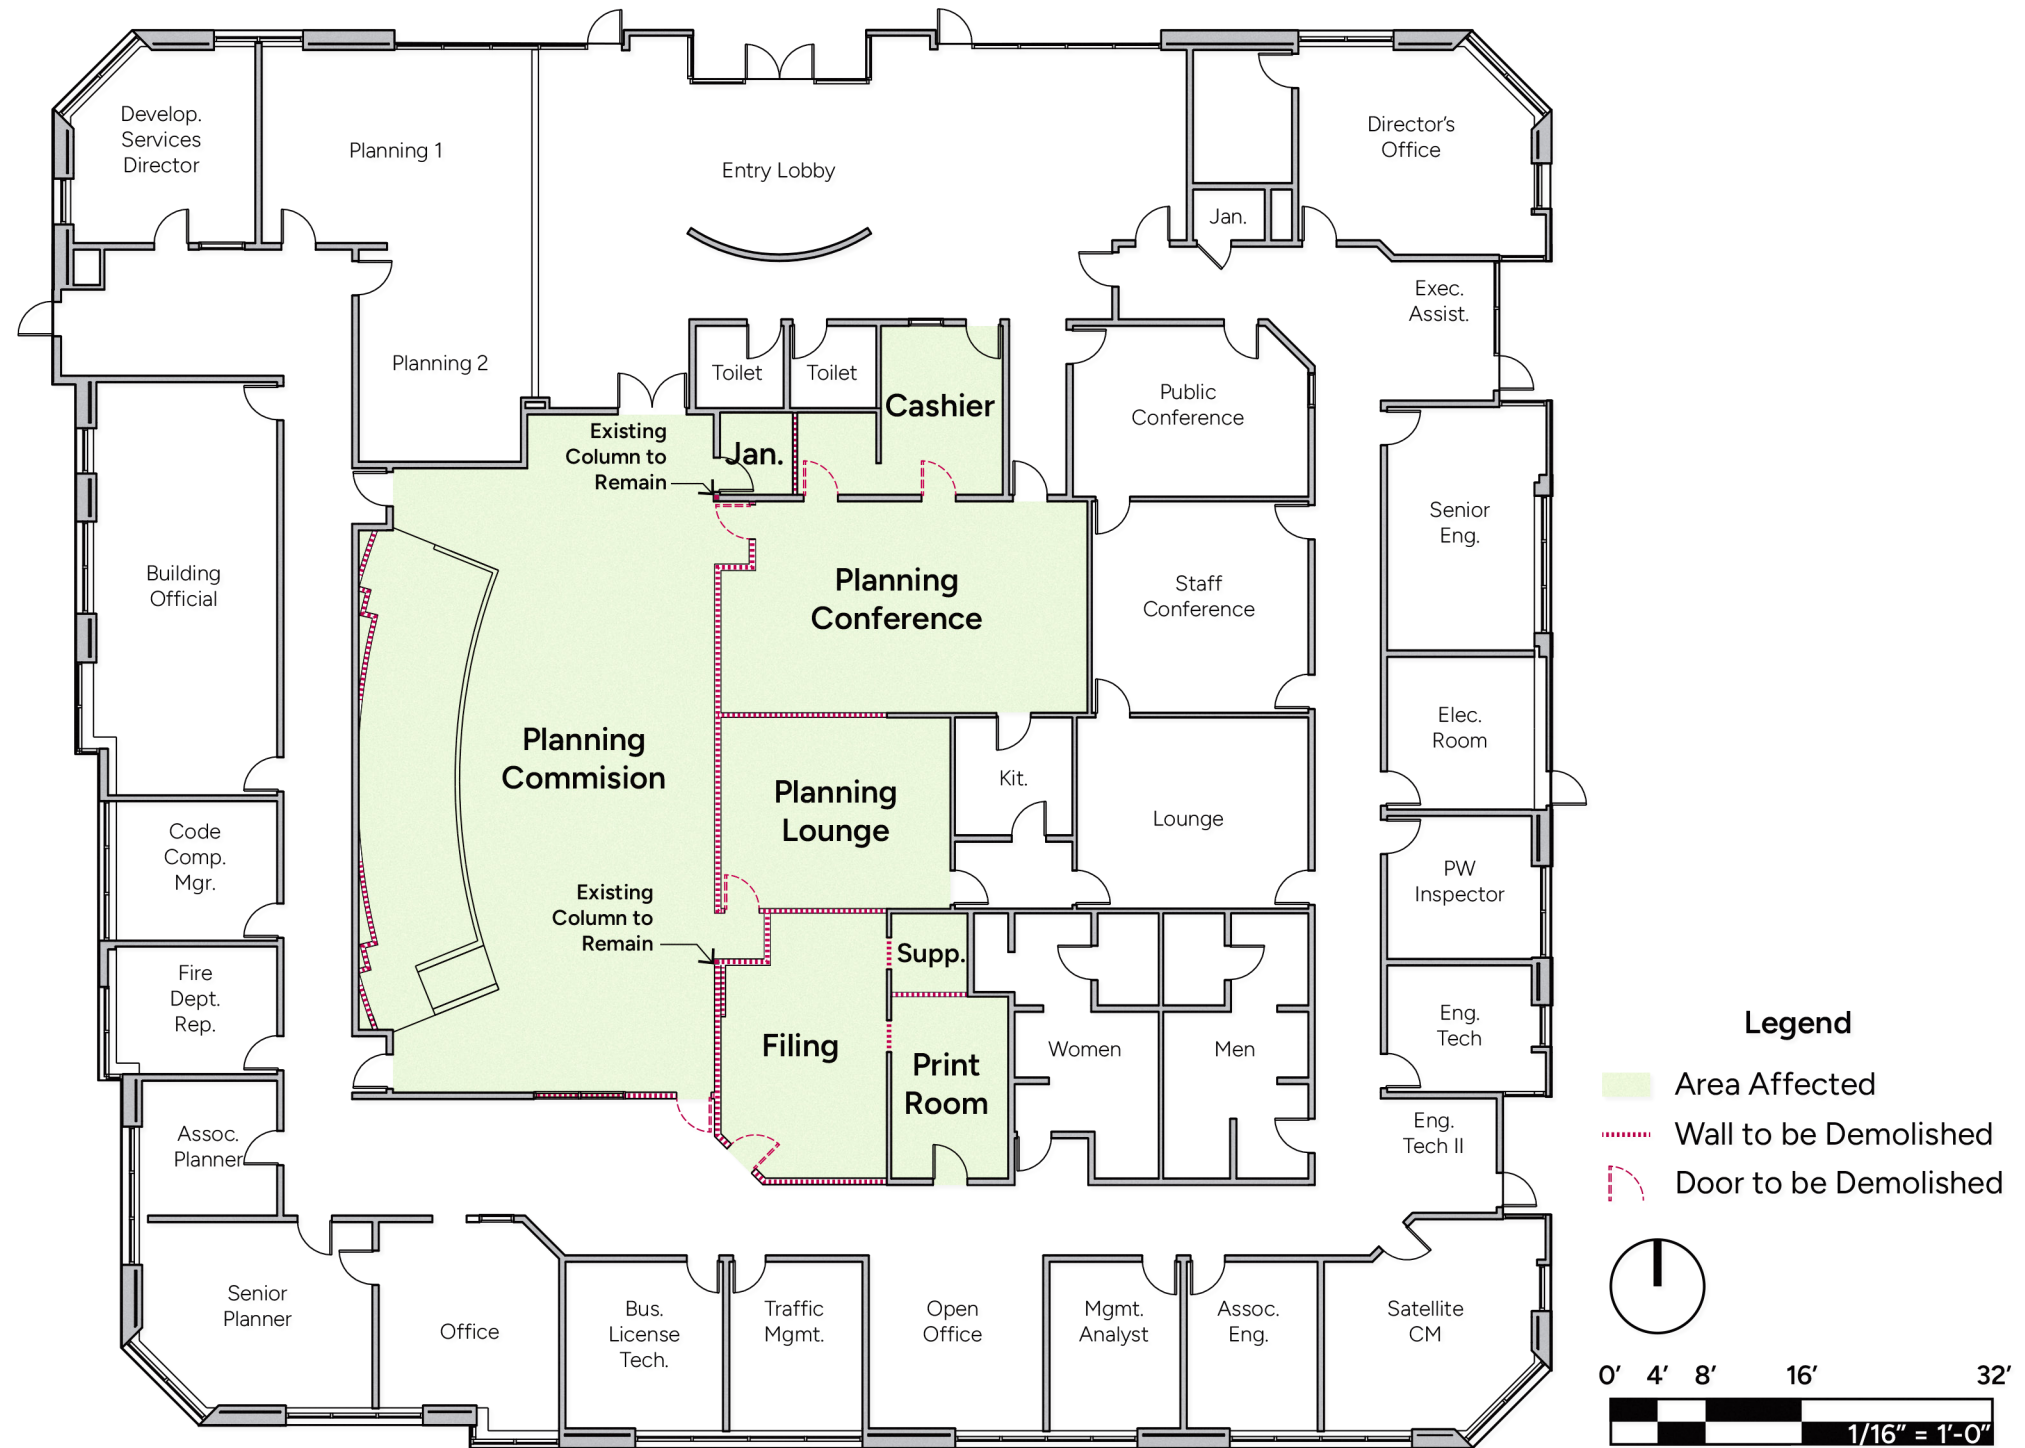 Develop.
Services
Director
Planning 1
Entry Lobby
Director’s
Office
Jan.
Exec.
Assist.
Planning 2
Toilet
Toilet
Cashier
Public
Conference
Existing
Column to
Remain
Jan.
Building
Official
Planning
Conference
Staff
Conference
Senior
Eng.
Planning
Commision
Planning
Lounge
Kit.
Lounge
Elec.
Room
Code
Comp.
Mgr.
Existing
Column to
Remain
Supp.
PW
Inspector
Fire
Dept.
Rep.
Filing
Print
Room
Women
Men
Eng.
Tech
Assoc.
Planner
Eng.
Tech II
Senior
Planner
Office
Bus.
License
Tech.
Traffic
Mgmt.
Open
Office
Mgmt.
Analyst
Assoc.
Eng.
Satellite
CM
Legend
Area Affected
Wall to be Demolished
Door to be Demolished
0’ 4’ 8’ 16’ 32’
1/16” = 1’-0”